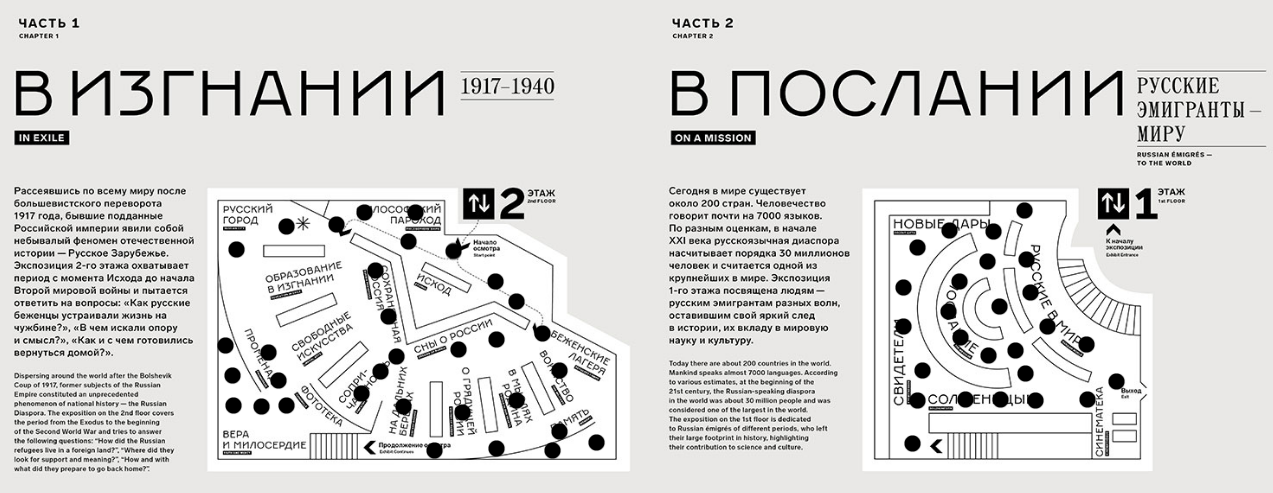 ЧАСТЬ 1
CHAPTER 1
В ИЗГНАНИИ
1917–1940
IN EXILE
Рассеявшись по всему миру после
большевистского переворота
1917 года, бывшие подданные
Российской империи явили собой
небывалый феномен отечественной
истории — Русское Зарубежье.
Экспозиция 2-го этажа охватывает
период с момента Исхода до начала
Второй мировой войны и пытается
ответить на вопросы: «Как русские
беженцы устраивали жизнь на
чужбине?», «В чем искали опору
и смысл?», «Как и с чем готовились
вернуться домой?».
Dispersing around the world after the Bolshevik
Coup of 1917, former subjects of the Russian
Empire constituted an unprecedented
phenomenon of national history — the Russian
Diaspora. The exposition on the 2nd floor covers
the period from the Exodus to the beginning
of the Second World War and tries to answer
the following questions: “How did the Russian
refugees live in a foreign land?”, “Where did they
look for support and meaning?”, “How and with
what did they prepare to go back home?”.
2
ЭТАЖ
2nd FLOOR
РУССКИЙ
ГОРОД
ПАРОХОД
Начало
осмотра
Start point
ОБРАЗОВАНИЕ
В ИЗГНАНИИ
ИСХОД
СВОБОДНЫЕ
ИСКУССТВА
СНЫ О РОССИИ
БЕЖЕНСКИЕ
ЛАГЕРЯ
ФОТОТЕКА
ПАМЯТЬ
ВЕРА
И МИЛОСЕРДИЕ
Продолжение
Exhibit Continues
ЧАСТЬ 2
CHAPTER 2
В ПОСЛАНИИ
РУССКИЕ
ЭМИГРАНТЫ —
МИРУ
ON A MISSION
RUSSIAN ÉMIGRÉS —
TO THE WORLD
Сегодня в мире существует
около 200 стран. Человечество
говорит почти на 7000 языков.
По разным оценкам, в начале
XXI века русскоязычная диаспора
насчитывает порядка 30 миллионов
человек и считается одной из
крупнейших в мире. Экспозиция
1-го этажа посвящена людям —
русским эмигрантам разных волн,
оставившим свой яркий след
в истории, их вкладу в мировую
науку и культуру.
Today there are about 200 countries in the world.
Mankind speaks almost 7000 languages. According
to various estimates, at the beginning of the
21st century, the Russian-speaking diaspora
in the world was about 30 million people and was
considered one of the largest in the world.
The exposition on the 1st floor is dedicated
to Russian émigrés of different periods, who left
their large footprint in history, highlighting
their contribution to science and culture.
1
ЭТАЖ
1st FLOOR
К началу
экспозиции
Exhibit Entrance
НОВЫЕ ДАРЫ
РУССКИЕ В МИРЕ
СВИДЕТЕЛИ
Выход
Exit
СИНЕМАТЕКА